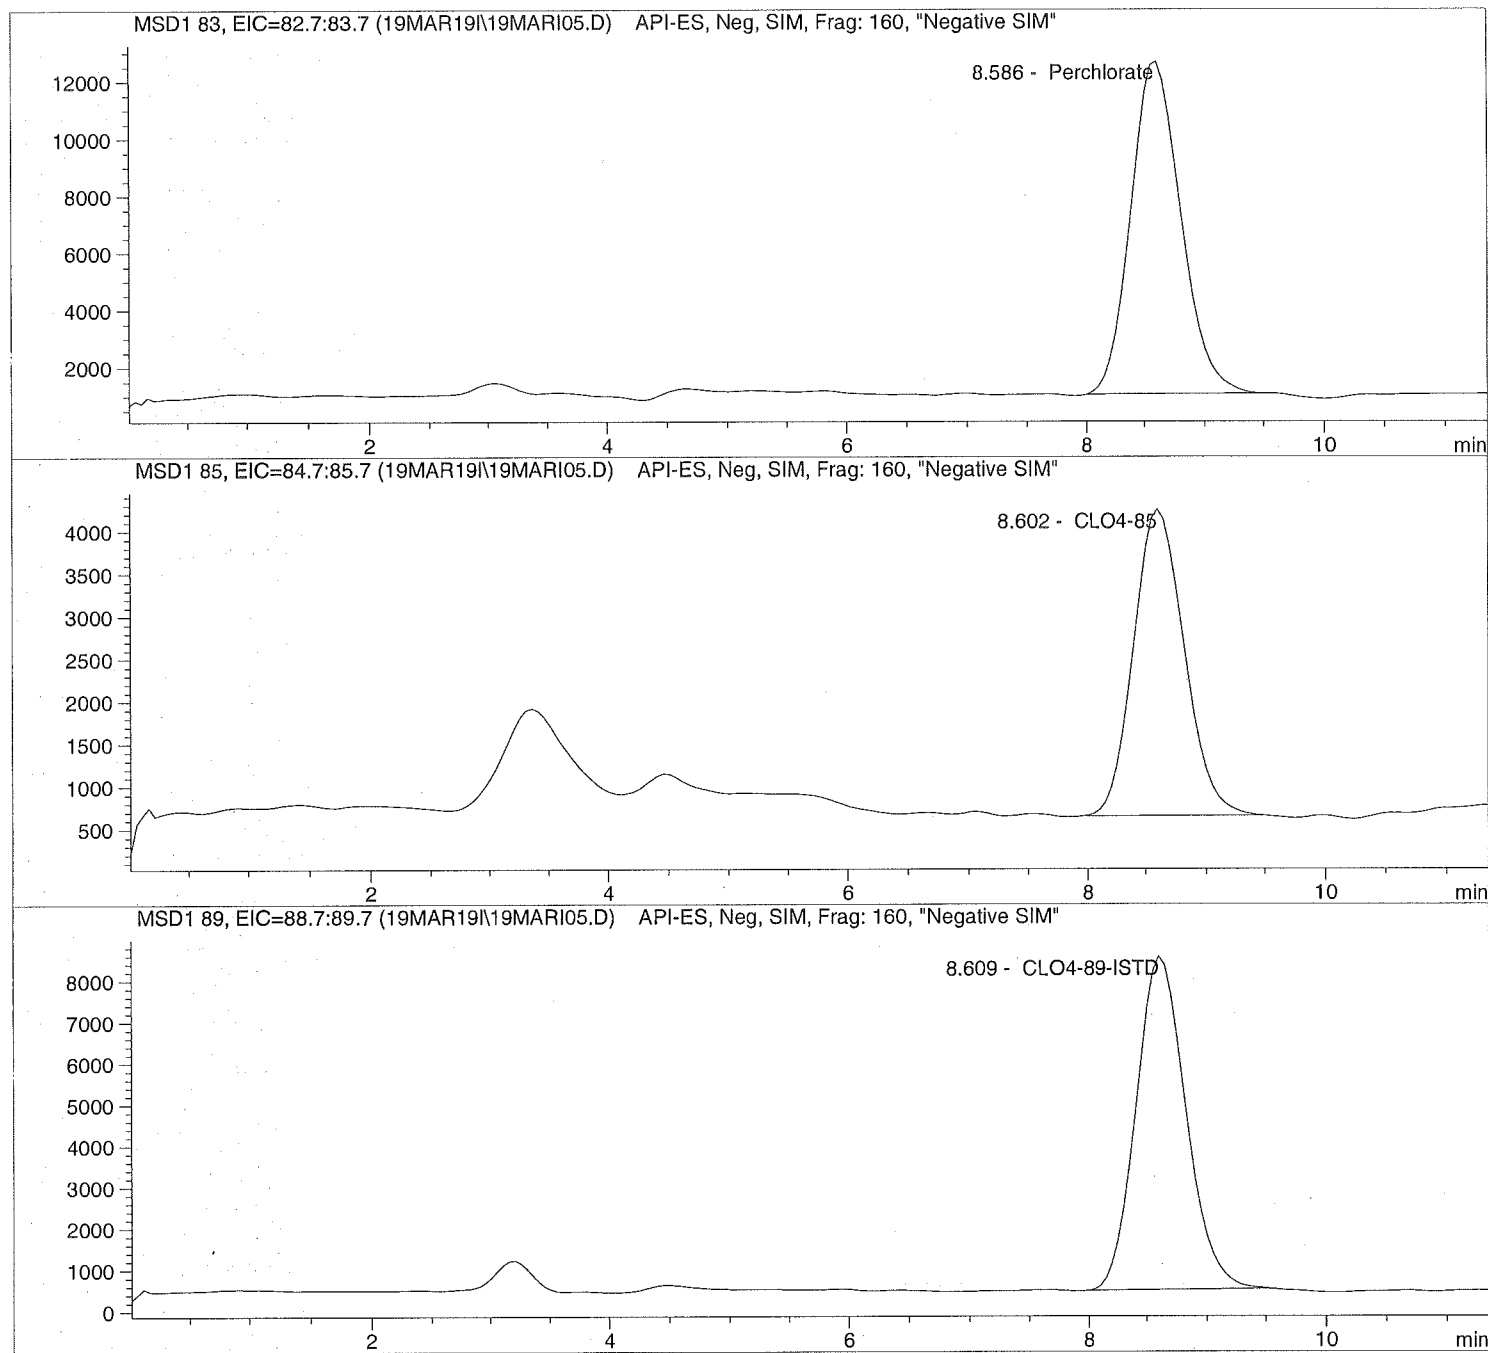 MSD1 83, EIC=82.7:83.7 (19MAR19I\19MARI05.D) API-ES, Neg, SIM, Frag: 160, "Negative SIM"
8.586 - Perchlorate
12000
10000
8000
6000
4000
2000
2 4 6 8 10 min
MSD1 85, EIC=84.7:85.7 (19MAR19I\19MARI05.D) API-ES, Neg, SIM, Frag: 160, "Negative SIM"
8.602 - CLO4-85
4000
3500
3000
2500
2000
1500
1000
500
2 4 6 8 10 min
MSD1 89, EIC=88.7:89.7 (19MAR19I\19MARI05.D) API-ES, Neg, SIM, Frag: 160, "Negative SIM"
8.609 - CLO4-89-ISTD
8000
7000
6000
5000
4000
3000
2000
1000
0
2 4 6 8 10 min